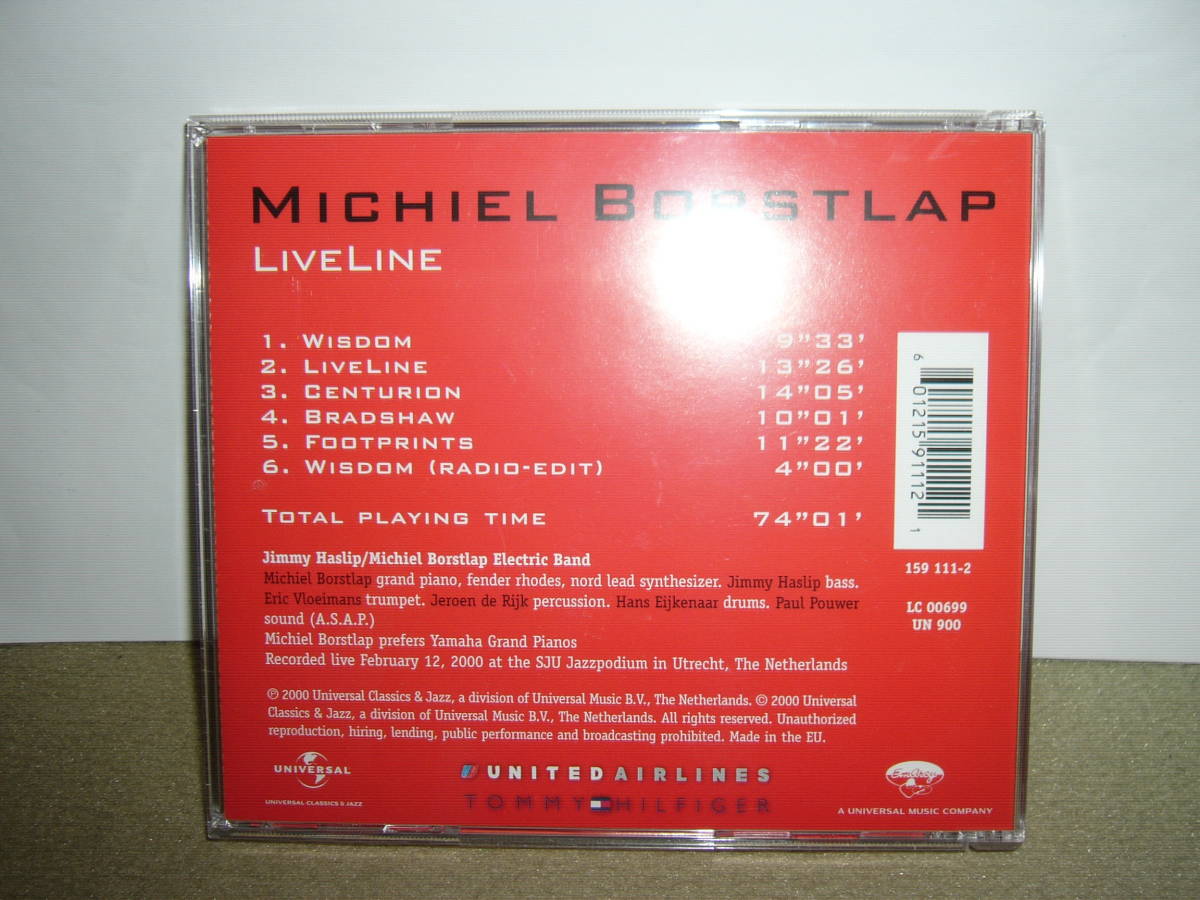 MICHIEL BORSTLAP
LIVELINE
1. WISDOM 9"33'
2. LIVELINE 13"26'
3. CENTURION 14"05'
4. BRADSHAW 10"01'
5. FOOTPRINTS 11"22'
6. WISDOM (RADIO-EDIT) 4"00'
TOTAL PLAYING TIME 74"01'
6 01215 91112 1
159 111-2
LC 00699
UN 900
Jimmy Haslip/Michiel Borstlap Electric Band
Michiel Borstlap grand piano, fender rhodes, nord lead synthesizer. Jimmy Haslip bass.
Eric Vloeimans trumpet. Jeroen de Rijk percussion. Hans Eijkenaar drums. Paul Pouwer
sound (A.S.A.P.)
Michiel Borstlap prefers Yamaha Grand Pianos
Recorded live February 12, 2000 at the SJU Jazzpodium in Utrecht, The Netherlands
℗ 2000 Universal Classics & Jazz, a division of Universal Music B.V., The Netherlands. © 2000 Universal
Classics & Jazz, a division of Universal Music B.V., The Netherlands. All rights reserved. Unauthorized
reproduction, hiring, lending, public performance and broadcasting prohibited. Made in the EU.
UNIVERSAL
UNIVERSAL CLASSICS & JAZZ
UNITED AIRLINES
TOMMY HILFIGER
EmArcy
A UNIVERSAL MUSIC COMPANY